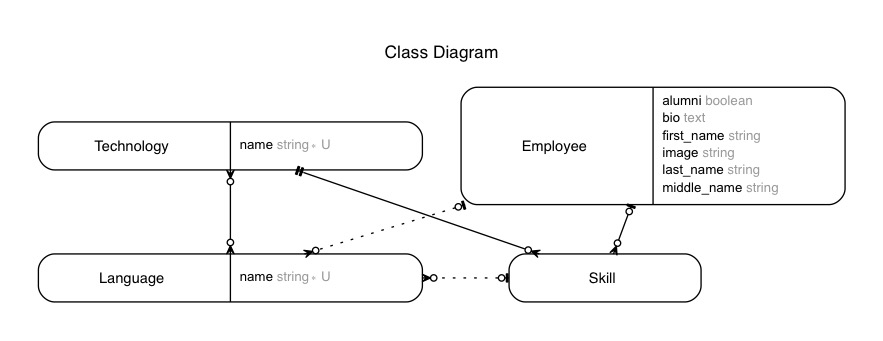 Class Diagram
Technology
name string ∗ U
Employee
alumni boolean
bio text
first_name string
image string
last_name string
middle_name string
Language
name string ∗ U
Skill